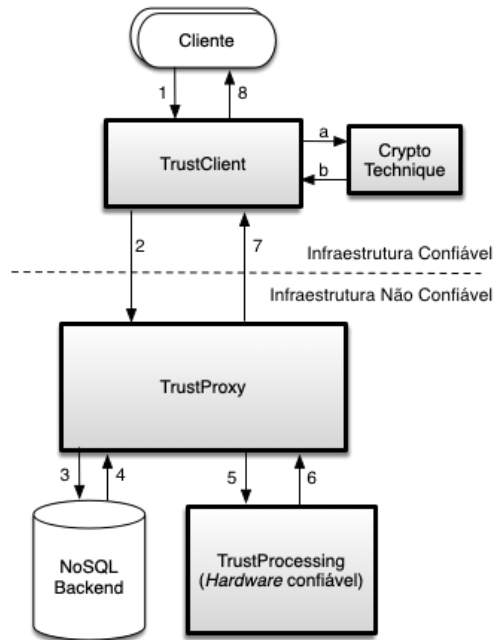 Cliente
1
8
TrustClient
a
b
Crypto
Technique
2
7
Infraestrutura Confiável
Infraestrutura Não Confiável
TrustProxy
3
4
5
6
NoSQL
Backend
TrustProcessing
(Hardware confiável)